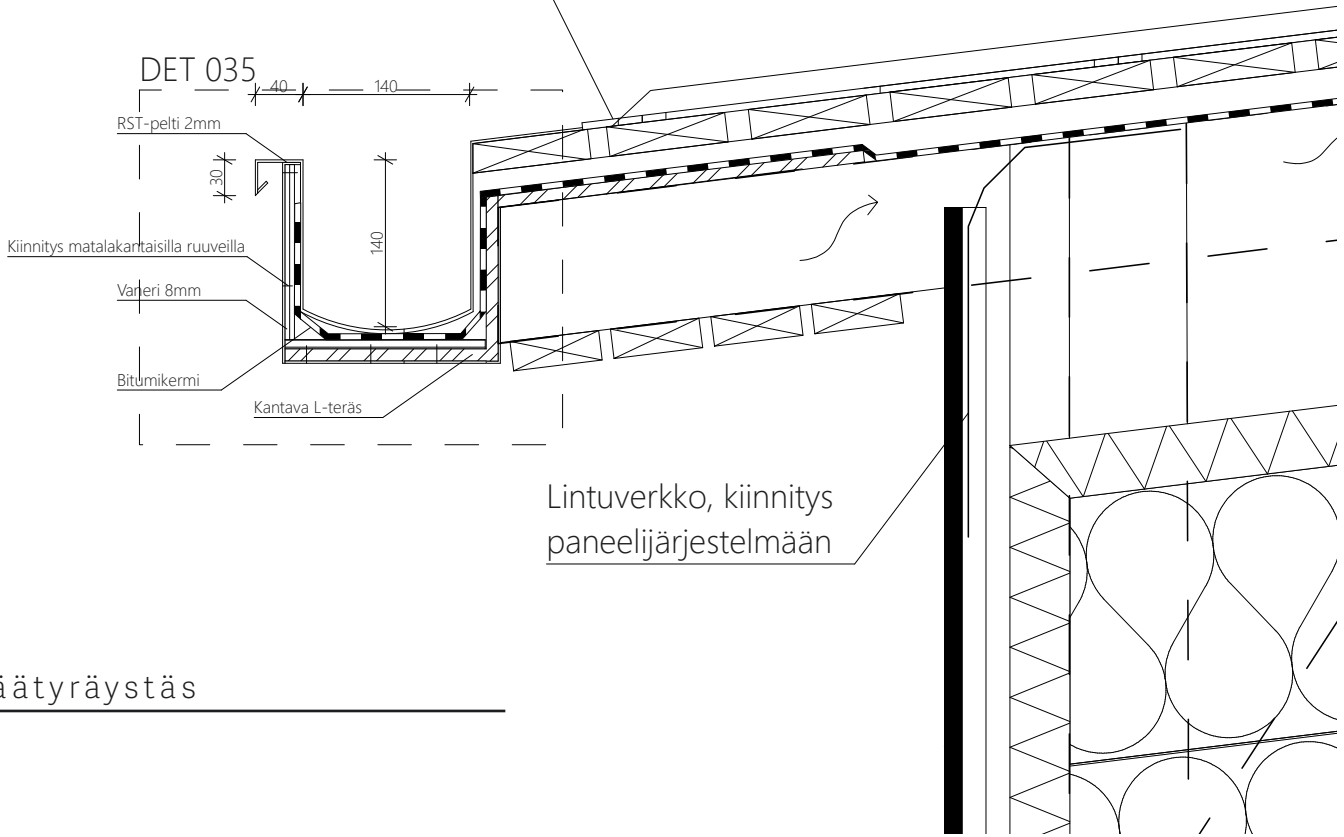 DET 035
40
140
RST-pelti 2mm
30
140
Kiinnitys matalakantaisilla ruuveilla
Vaneri 8mm
Bitumikermi
Kantava L-teräs
Lintuverkko, kiinnitys
paneelijärjestelmään
äätyräystäs